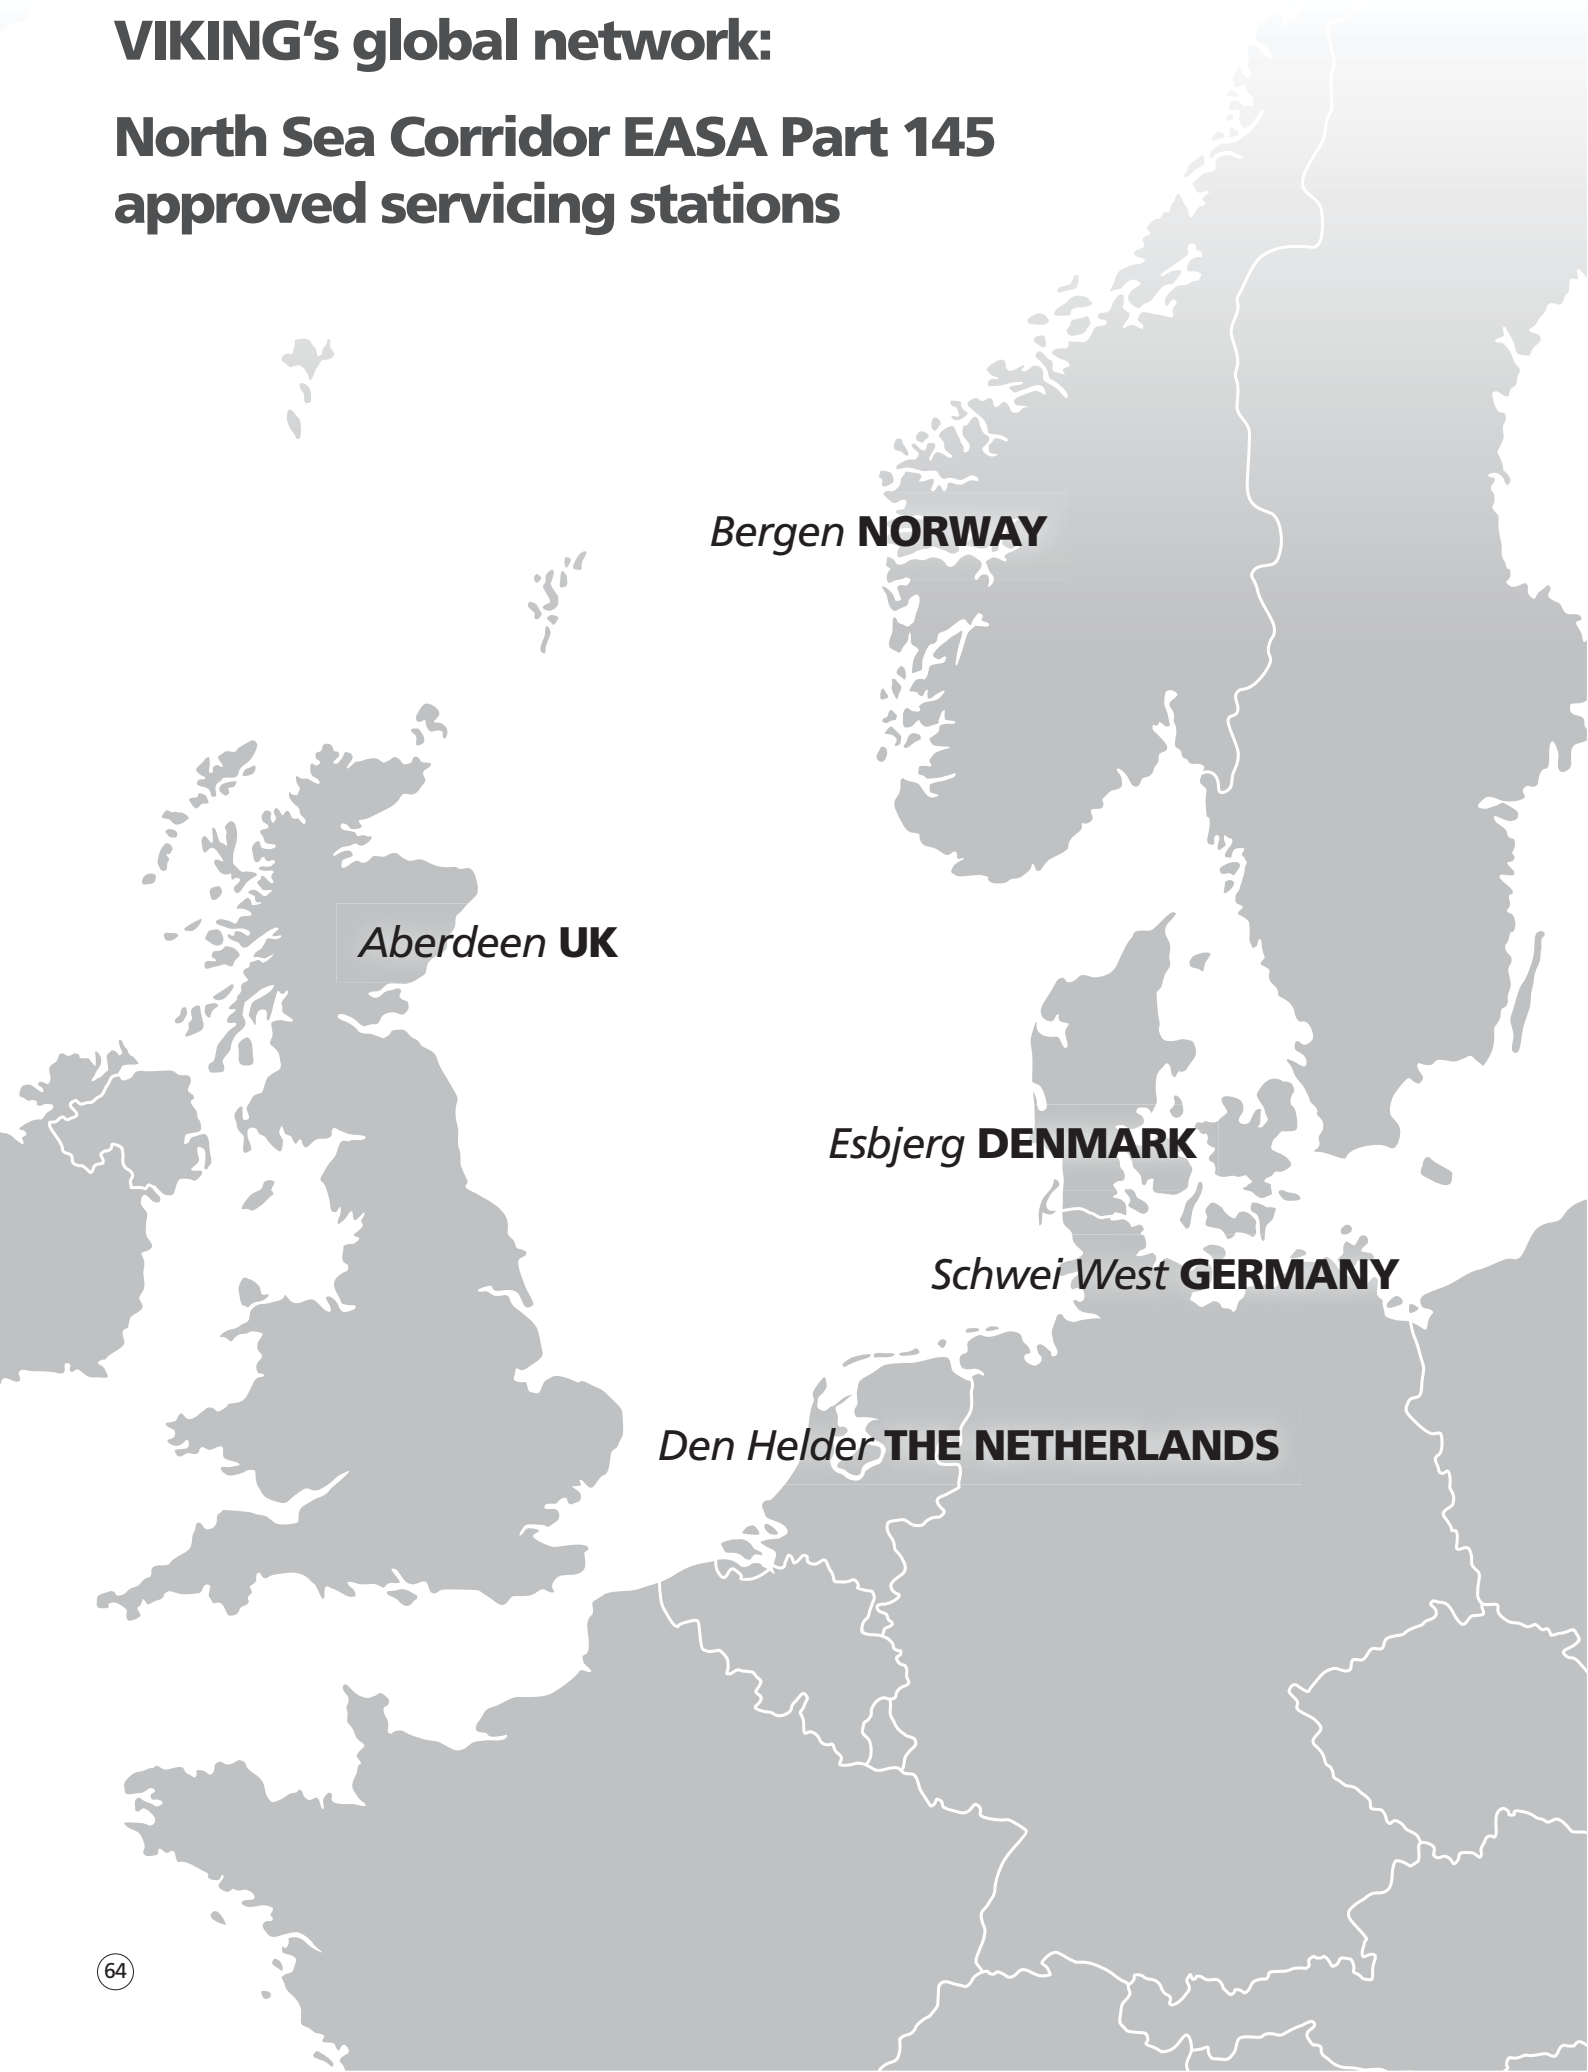 VIKING’s global network:
North Sea Corridor EASA Part 145
approved servicing stations
Bergen NORWAY
Aberdeen UK
Esbjerg DENMARK
Schwei West GERMANY
Den Helder THE NETHERLANDS
64